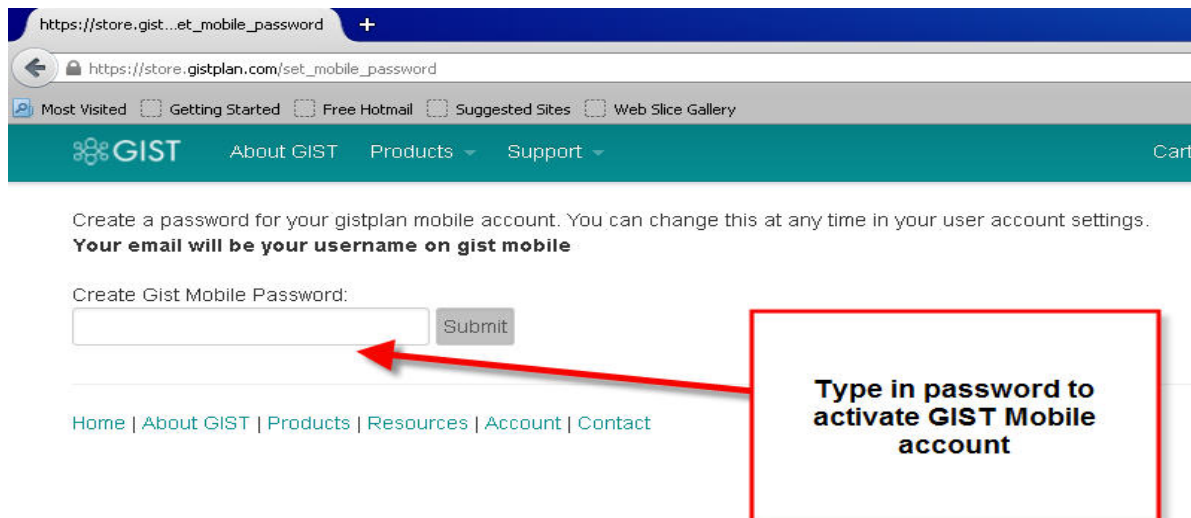 https://store.gist...et_mobile_password +
https://store.gistplan.com/set_mobile_password
Most Visited Getting Started Free Hotmail Suggested Sites Web Slice Gallery
GIST About GIST Products Support Cart
Create a password for your gistplan mobile account. You can change this at any time in your user account settings.
Your email will be your username on gist mobile
Create Gist Mobile Password:
Submit
Type in password to
activate GIST Mobile
account
Home | About GIST | Products | Resources | Account | Contact